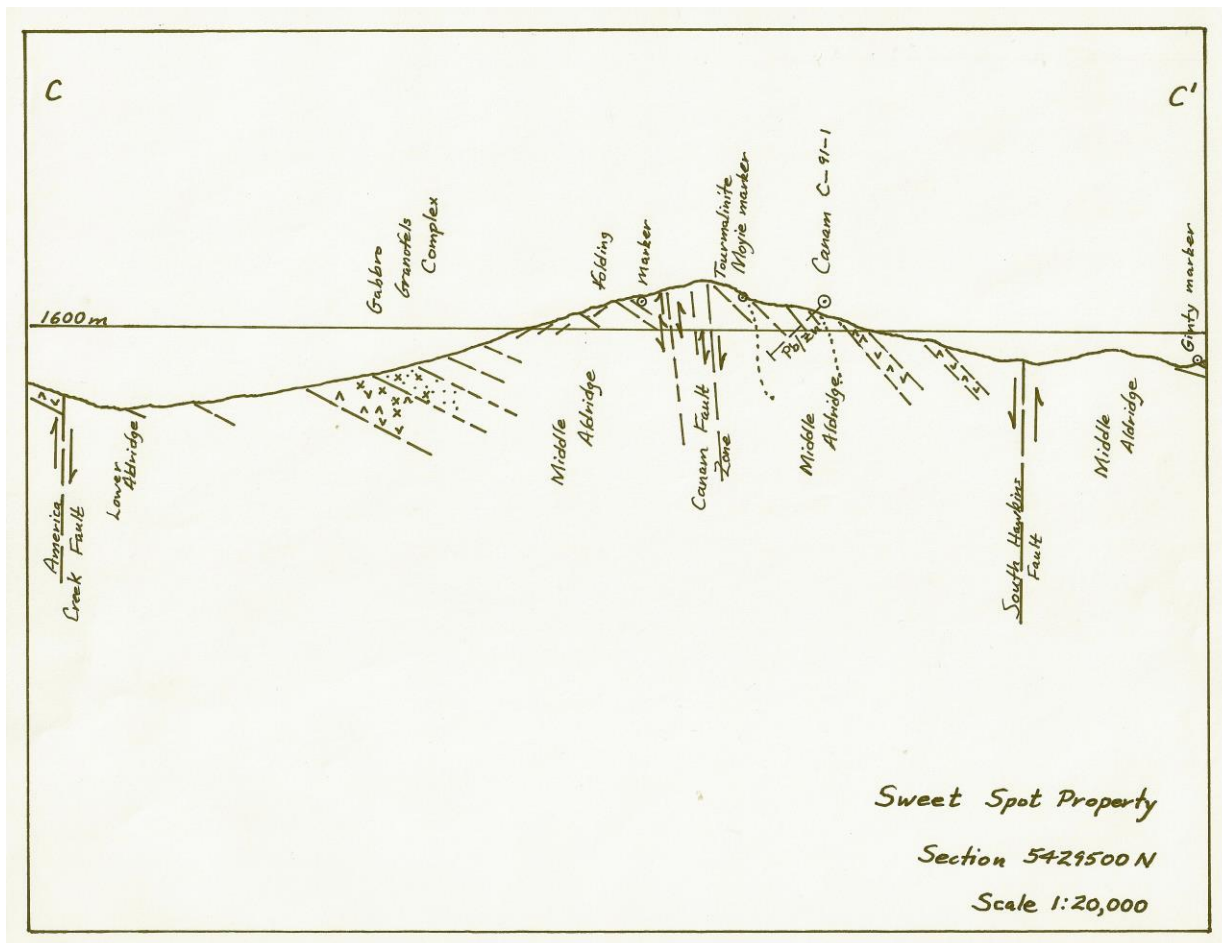 C
C'
1600 m
Gabbro
Granofels
Complex
folding
marker
Tourmalinite
Moyie marker
Canam C-91-1
Ginty marker
Pb/Zn
America
Creek Fault
Lower
Aldridge
Middle
Aldridge
Canam Fault
Zone
Middle
Aldridge
South Hawkins
Fault
Middle
Aldridge
Sweet Spot Property
Section 5429500 N
Scale 1:20,000